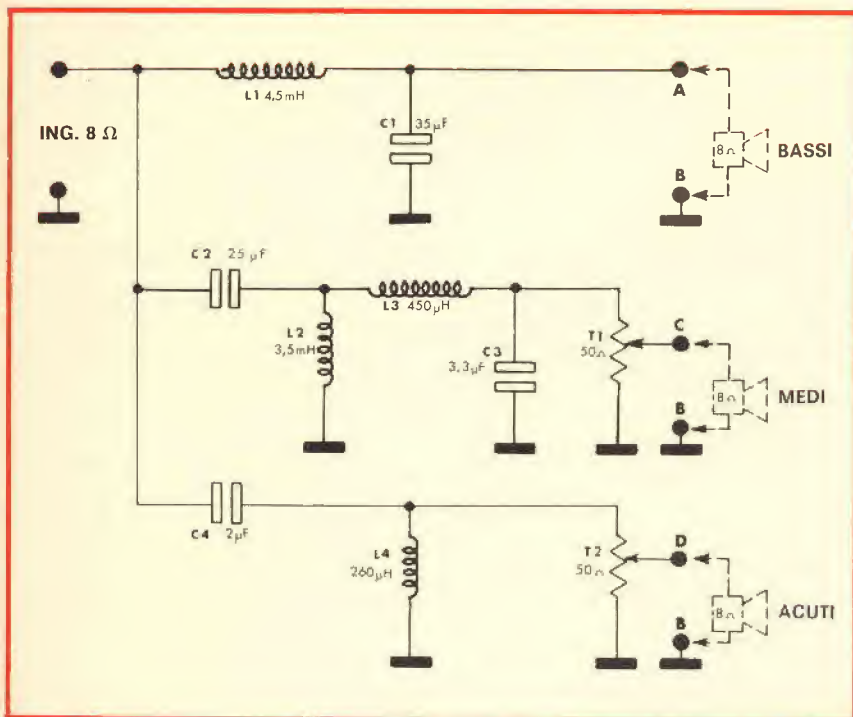 L1 4,5mH
A
ING. 8 Ω
C1 35µF
8Ω BASSI
B
C2 25µF
L3 450µH
C
L2 3,5mH
T1 50Ω
C3 3,3µF
8Ω MEDI
B
C4 2µF
D
L4 260µH
T2 50Ω
8Ω ACUTI
B